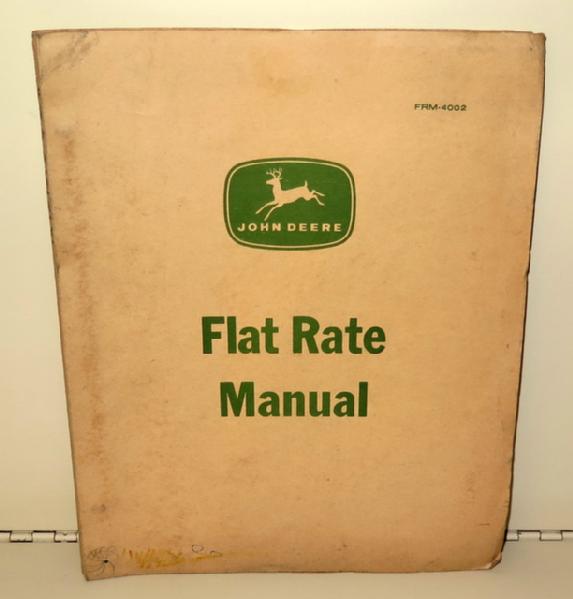 FRM-4002
JOHN DEERE
Flat Rate
Manual